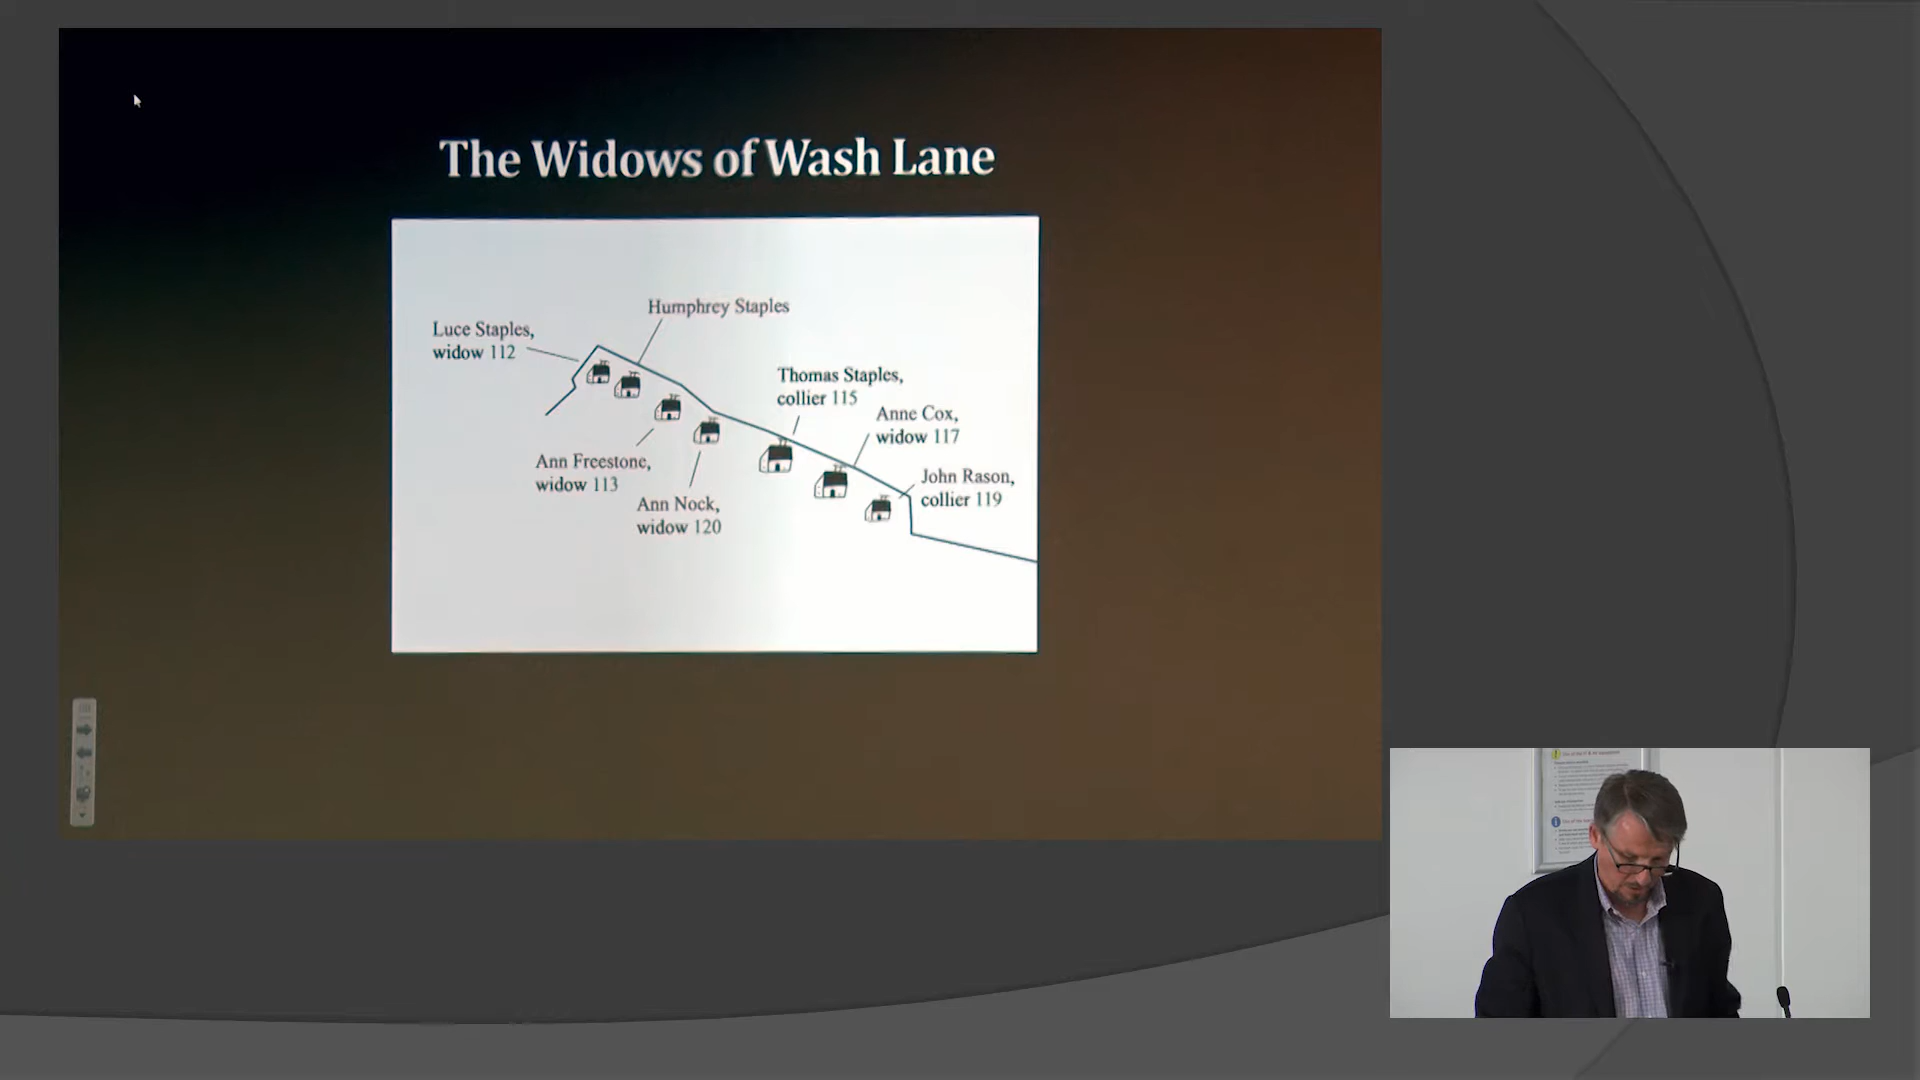 The Widows of Wash Lane
Humphrey Staples
Luce Staples,
widow 112
Thomas Staples,
collier 115
Anne Cox,
widow 117
Ann Freestone,
widow 113
John Rason,
collier 119
Ann Nock,
widow 120